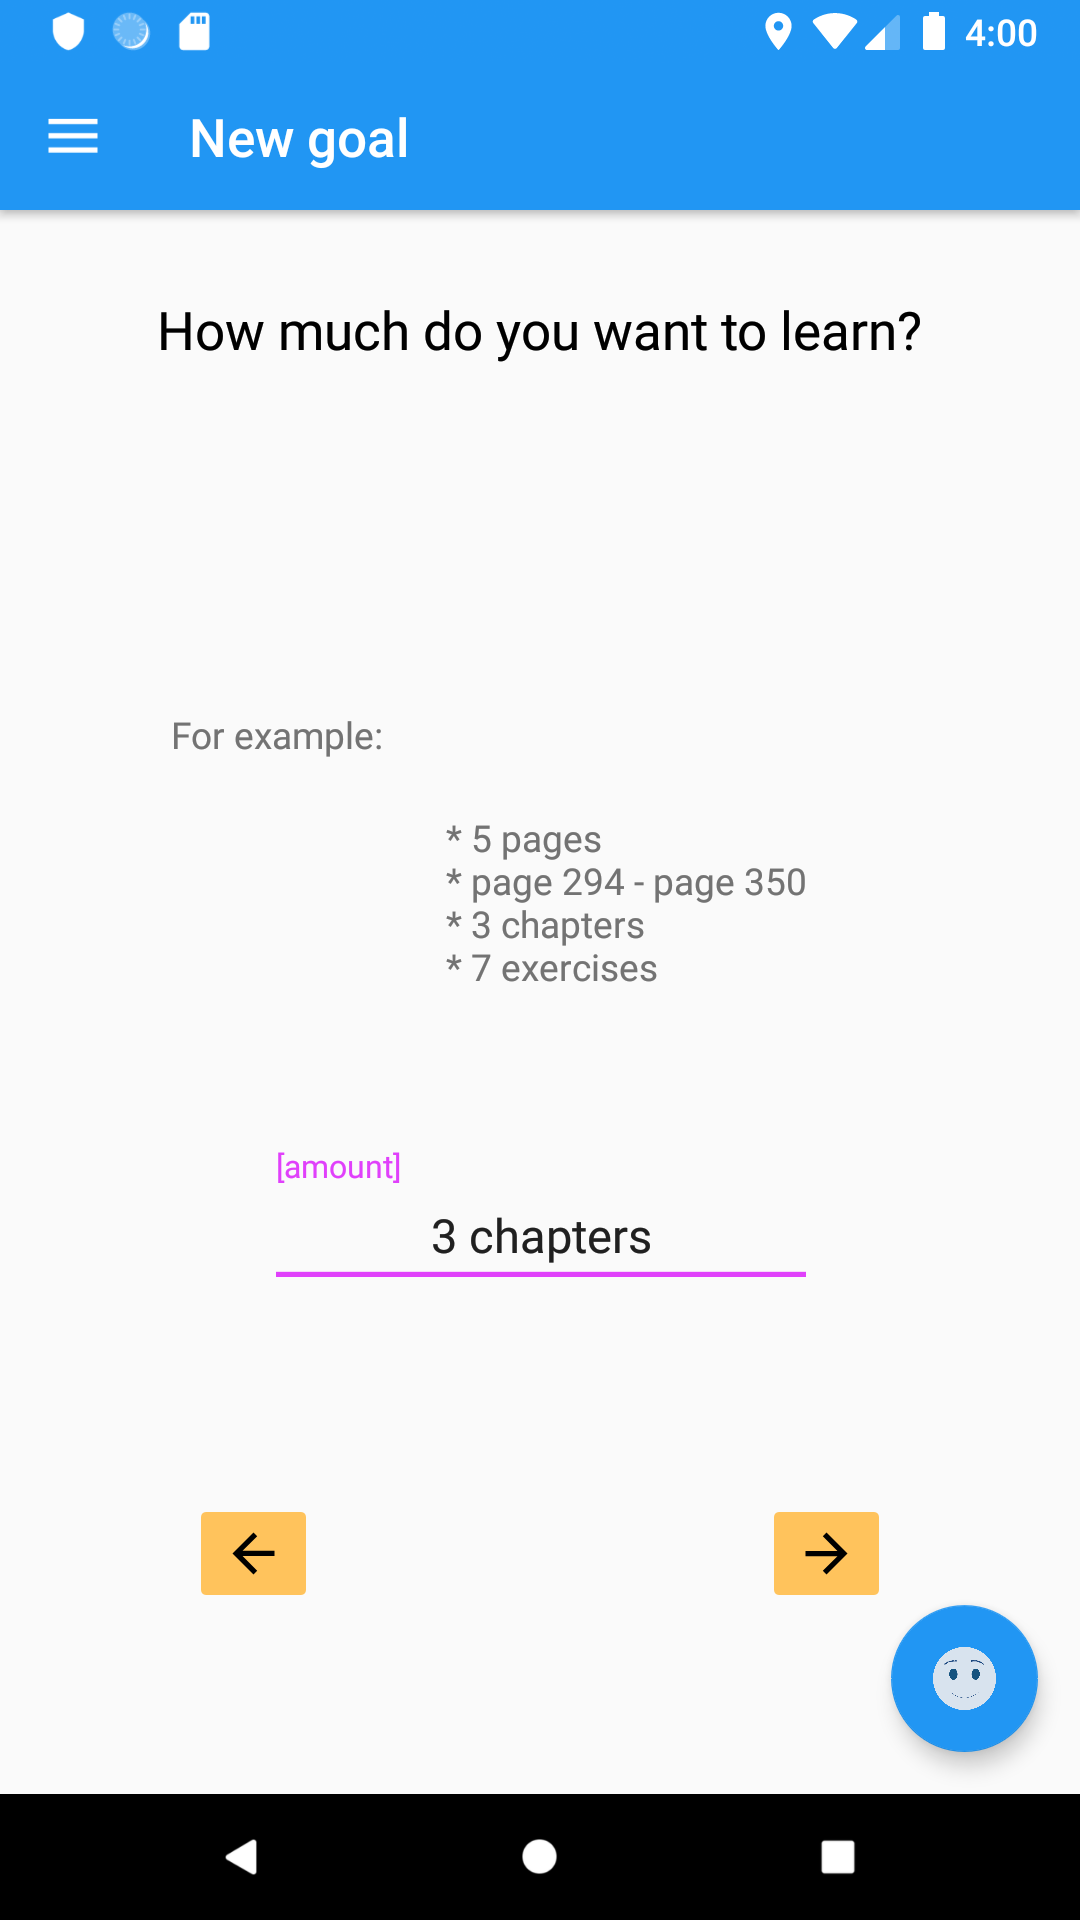 4:00
New goal
How much do you want to learn?
For example:
* 5 pages
* page 294 - page 350
* 3 chapters
* 7 exercises
[amount]
3 chapters